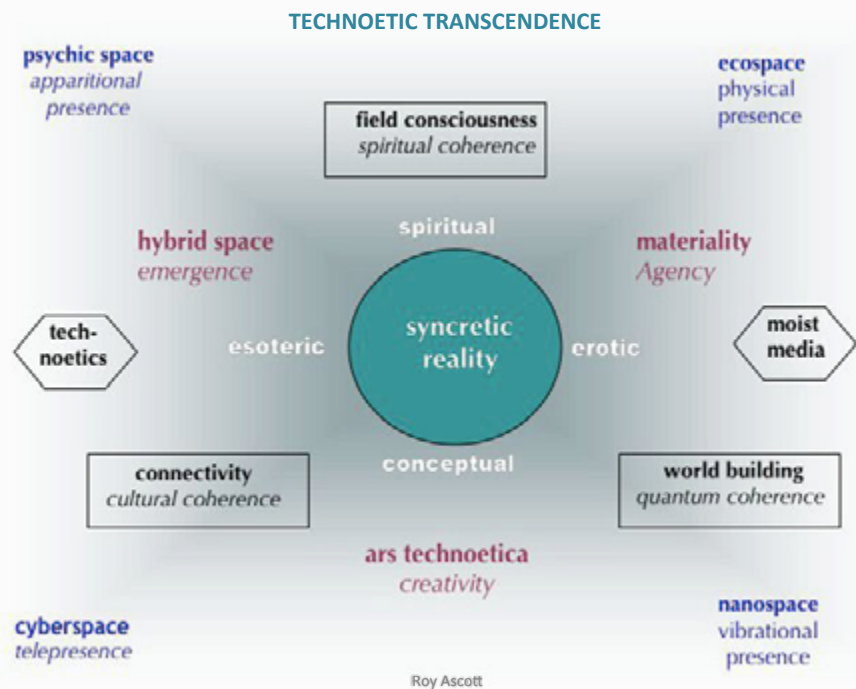 TECHNOETIC TRANSCENDENCE
psychic space
apparitional
presence
ecospace
physical
presence
field consciousness
spiritual coherence
spiritual
hybrid space
emergence
materiality
Agency
tech-
noetics
esoteric
syncretic
reality
erotic
moist
media
conceptual
connectivity
cultural coherence
world building
quantum coherence
ars technoetica
creativity
cyberspace
telepresence
nanospace
vibrational
presence
Roy Ascott